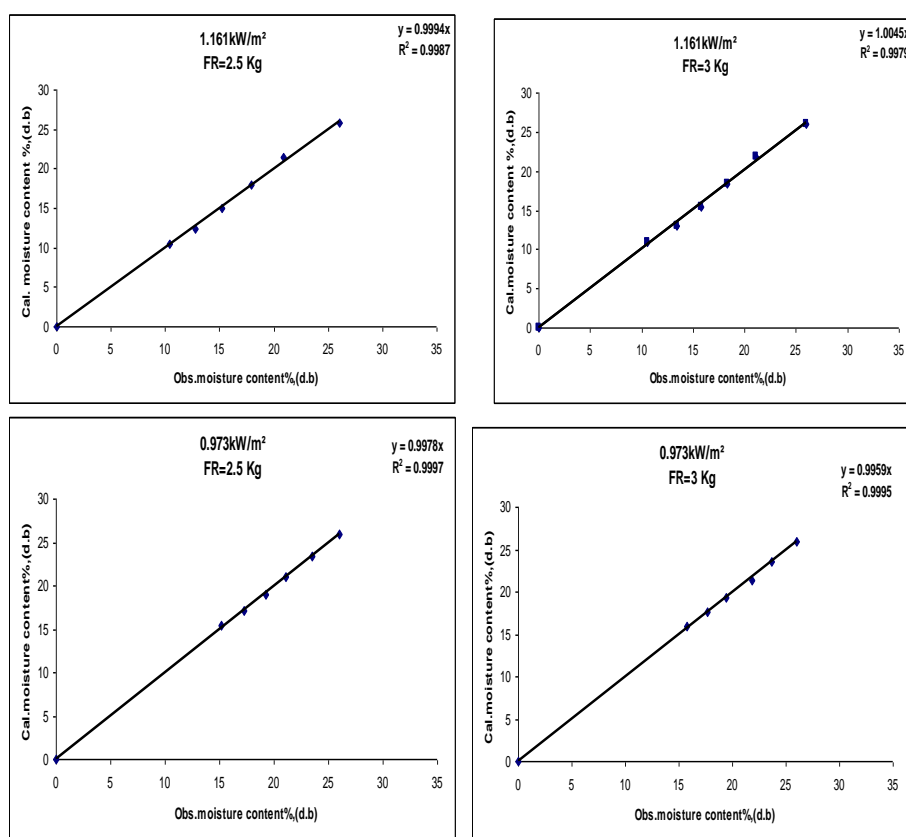 1.161kW/m²
FR=2.5 Kg
y = 0.9994x
R² = 0.9987
Cal. moisture content %,(d.b)
30
25
20
15
10
5
0
0 5 10 15 20 25 30 35
Obs.moisture content%,(d.b)
1.161kW/m²
FR=3 Kg
y = 1.0045x
R² = 0.9979
Cal.moisture content %,(d.b)
30
25
20
15
10
5
0
0 5 10 15 20 25 30 35
Obs.moisture content%,(d.b)
0.973kW/m²
FR=2.5 Kg
y = 0.9978x
R² = 0.9997
Cal.moisture content%,(d.b)
30
25
20
15
10
5
0
0 5 10 15 20 25 30 35
Obs.moisture content%,(d.b)
0.973kW/m²
FR=3 Kg
y = 0.9959x
R² = 0.9995
Cal.moisture content%,(d.b)
30
25
20
15
10
5
0
0 5 10 15 20 25 30 35
Obs.moisture content%,(d.b)